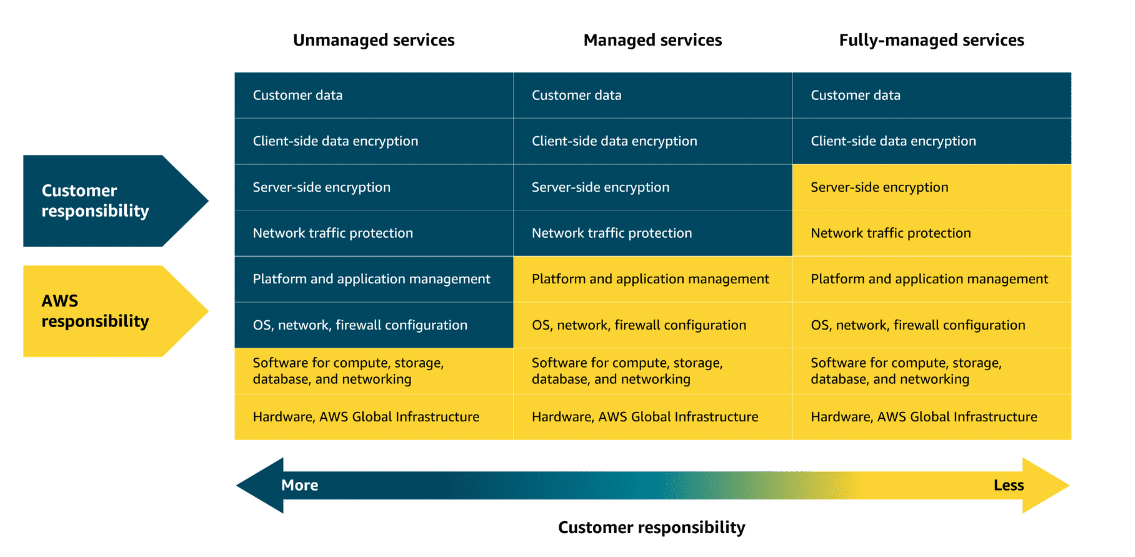 Unmanaged services
Managed services
Fully-managed services
Customer data
Customer data
Customer data
Client-side data encryption
Client-side data encryption
Client-side data encryption
Customer
responsibility
Server-side encryption
Server-side encryption
Server-side encryption
Network traffic protection
Network traffic protection
Network traffic protection
AWS
responsibility
Platform and application management
Platform and application management
Platform and application management
OS, network, firewall configuration
OS, network, firewall configuration
OS, network, firewall configuration
Software for compute, storage,
database, and networking
Software for compute, storage,
database, and networking
Software for compute, storage,
database, and networking
Hardware, AWS Global Infrastructure
Hardware, AWS Global Infrastructure
Hardware, AWS Global Infrastructure
More
Less
Customer responsibility